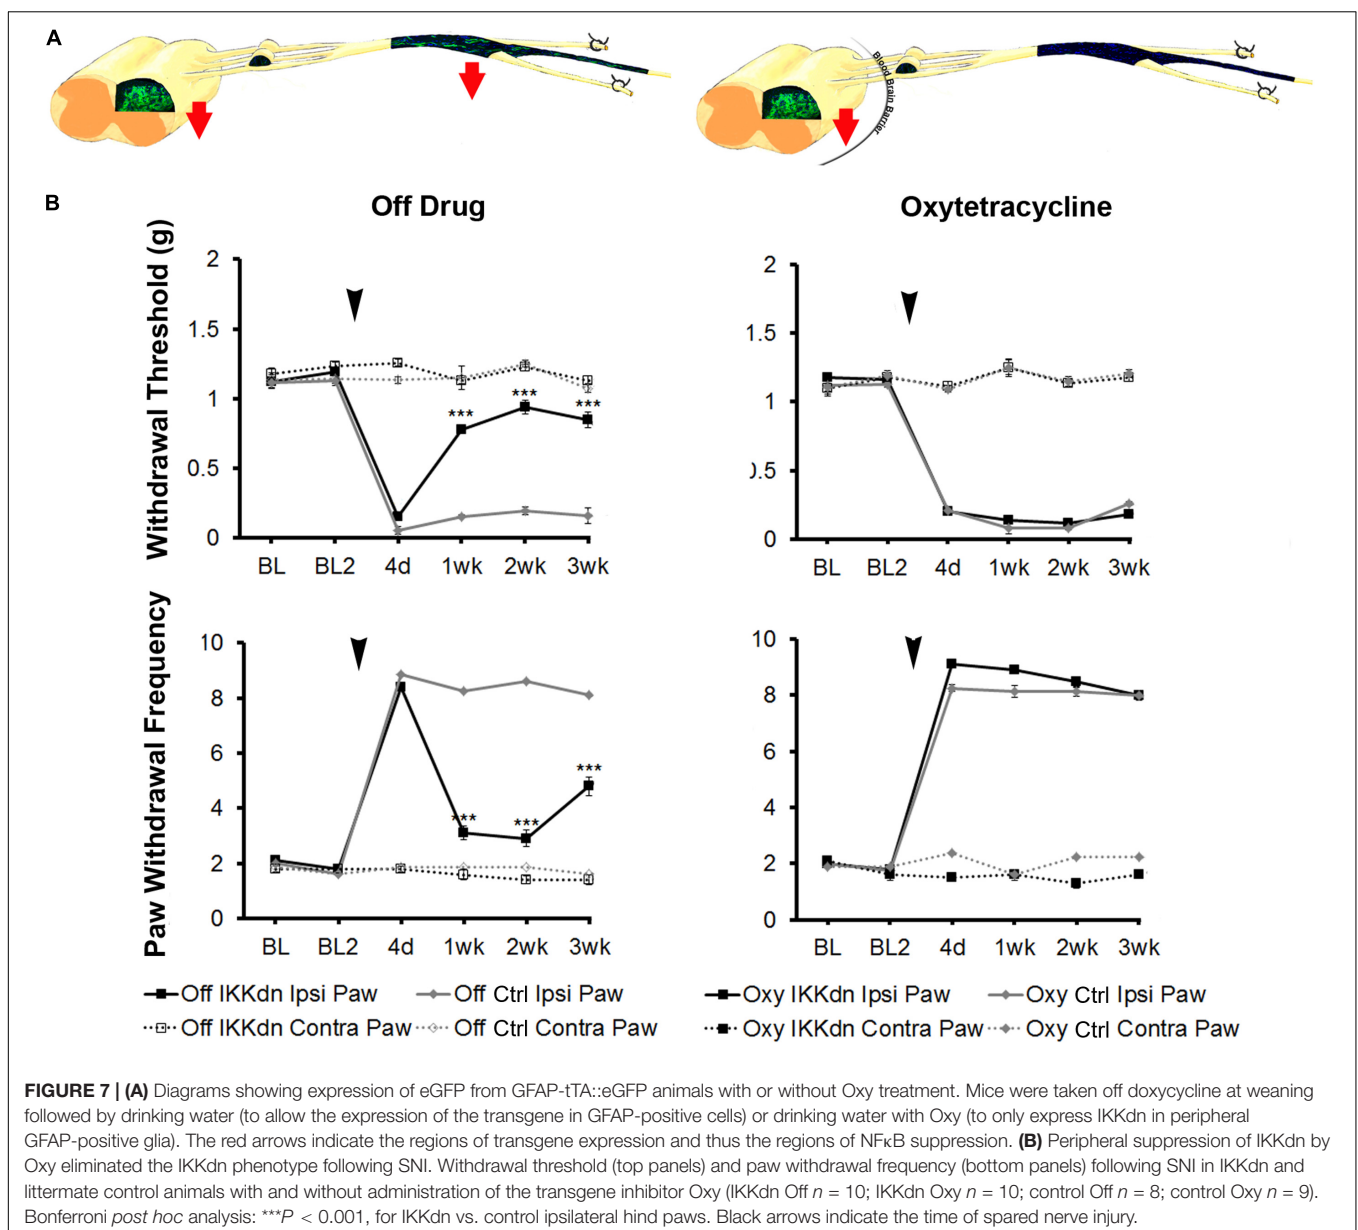 A
Blood Brain Barrier
B
Off Drug
Oxytetracycline
Withdrawal Threshold (g)
2
1.5
1
0.5
0
*** *** ***
BL BL2 4d 1wk 2wk 3wk
2
1.5
1
).5
0
BL BL2 4d 1wk 2wk 3wk
Paw Withdrawal Frequency
10
8
6
4
2
0
*** *** ***
BL BL2 4d 1wk 2wk 3wk
10
8
6
4
2
0
BL BL2 4d 1wk 2wk 3wk
Off IKKdn Ipsi Paw Off Ctrl Ipsi Paw
Off IKKdn Contra Paw Off Ctrl Contra Paw
Oxy IKKdn Ipsi Paw Oxy Ctrl Ipsi Paw
Oxy IKKdn Contra Paw Oxy Ctrl Contra Paw
FIGURE 7 | (A) Diagrams showing expression of eGFP from GFAP-tTA::eGFP animals with or without Oxy treatment. Mice were taken off doxycycline at weaning
followed by drinking water (to allow the expression of the transgene in GFAP-positive cells) or drinking water with Oxy (to only express IKKdn in peripheral
GFAP-positive glia). The red arrows indicate the regions of transgene expression and thus the regions of NFκB suppression. (B) Peripheral suppression of IKKdn by
Oxy eliminated the IKKdn phenotype following SNI. Withdrawal threshold (top panels) and paw withdrawal frequency (bottom panels) following SNI in IKKdn and
littermate control animals with and without administration of the transgene inhibitor Oxy (IKKdn Off n = 10; IKKdn Oxy n = 10; control Off n = 8; control Oxy n = 9).
Bonferroni post hoc analysis: ***P < 0.001, for IKKdn vs. control ipsilateral hind paws. Black arrows indicate the time of spared nerve injury.